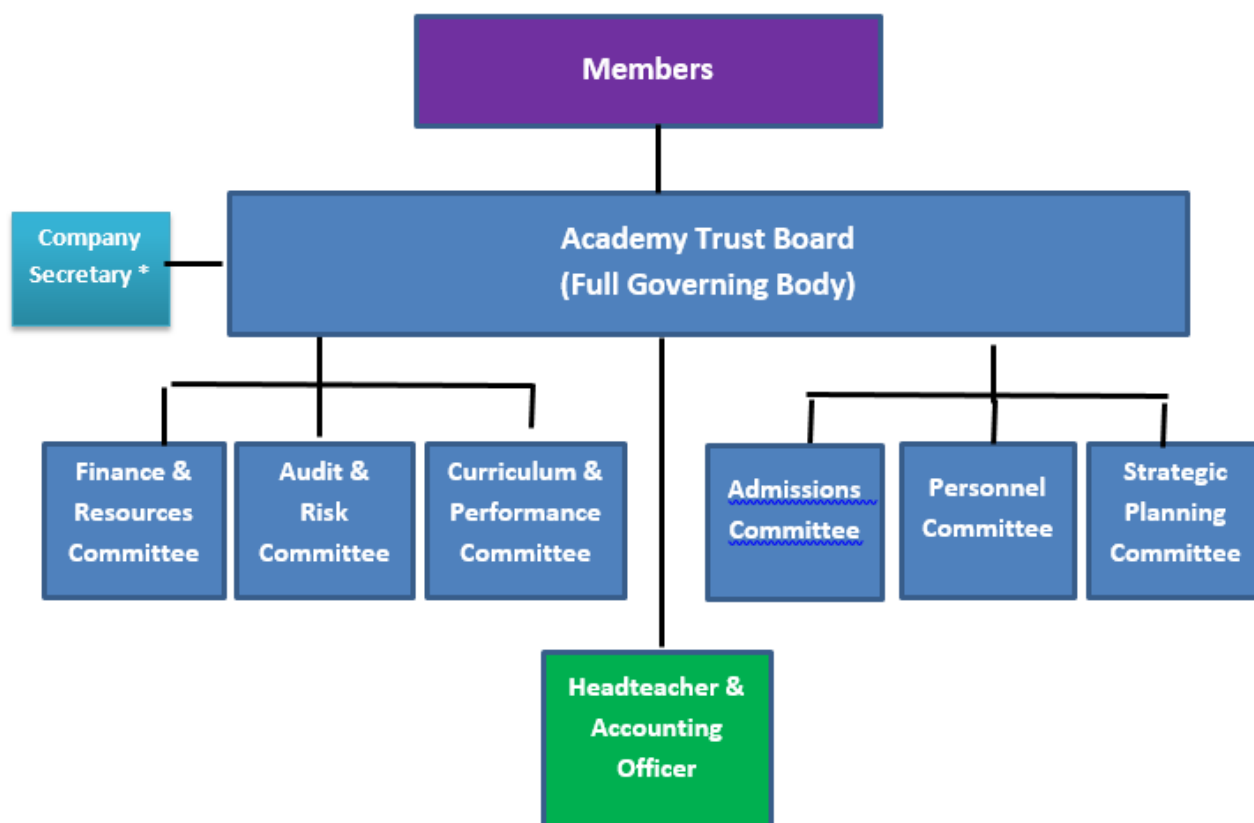 Members
Academy Trust Board
(Full Governing Body)
Company
Secretary *
Finance &
Resources
Committee
Audit &
Risk
Committee
Curriculum &
Performance
Committee
Admissions
Committee
Personnel
Committee
Strategic
Planning
Committee
Headteacher &
Accounting
Officer